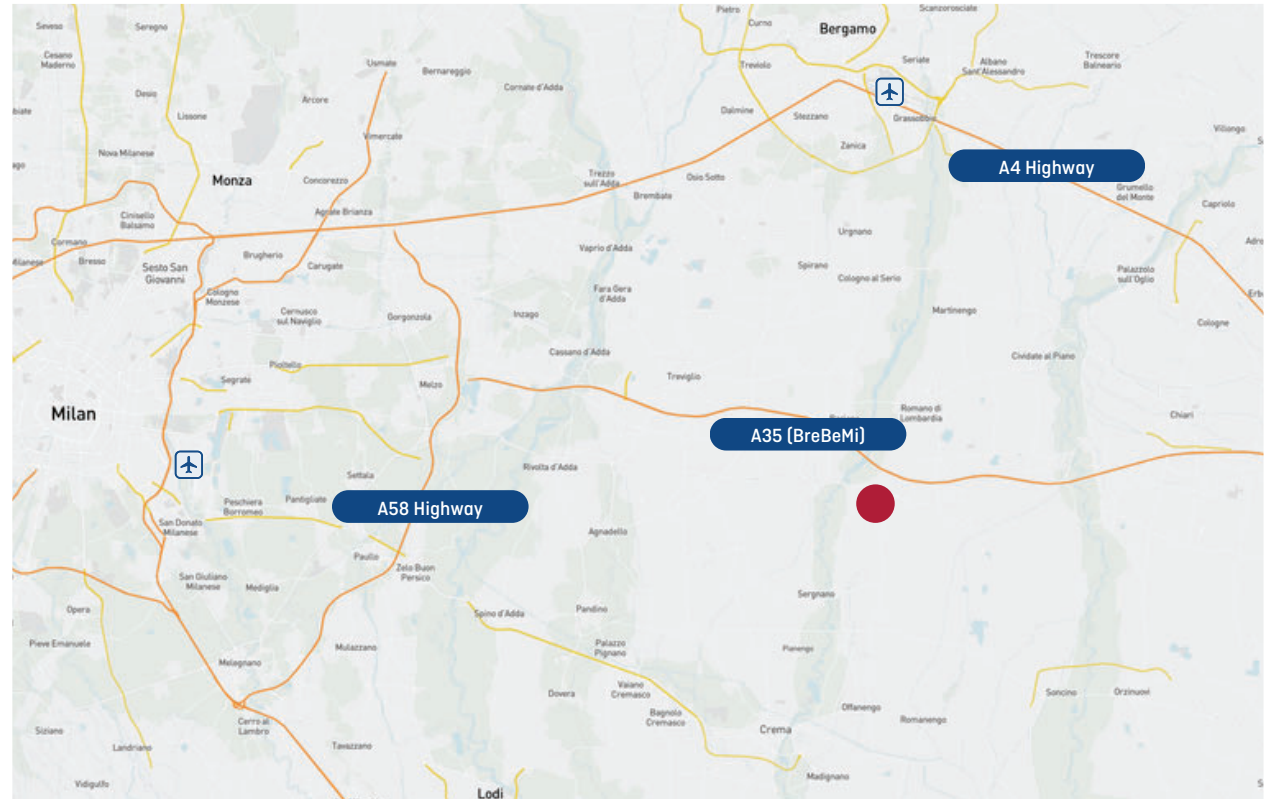 Pietro
Scanzorosciate
Seveso
Seregno
Curno
Bergamo
Cesano
Maderno
Usmate
Bernareggio
Treviolo
Seriate
Albano
Sant'Alessandro
Trescore
Balneario
Desio
Arcore
Cornate d'Adda
biate
Lissone
Dalmine
Stezzano
Grassobbio
Vimercate
Villongo
Nova Milanese
Zanica
ago
A4 Highway
Monza
Concorezzo
Trezzo
sull'Adda
Osio Sotto
Brembate
Grumello
del Monte
Capriolo
Cinisello
Balsamo
Agrate Brianza
Cormano
Urgnano
Adro
Milanese
Bresso
Sesto San
Giovanni
Brugherio
Carugate
Vaprio d'Adda
Spirano
Cologno al Serio
Palazzolo
sull'Oglio
Cologno
Monzese
Fara Gera
d'Adda
Erb
Cernusco
sul Naviglio
Gorgonzola
Inzago
Martinengo
Cologne
Cassano d'Adda
Cividate al Piano
Pioltello
Segrate
Melzo
Treviglio
Milan
Romano di
Lombardia
Chiari
A35 (BreBeMi)
Settala
Rivolta d'Adda
Peschiera
Borromeo
Pantigliate
A58 Highway
San Donato
Milanese
Agnadello
Paullo
Zelo Buon
Persico
San Giuliano
Milanese
Mediglia
Sergnano
Opera
Spino d'Adda
Pandino
Pieve Emanuele
Mulazzano
Palazzo
Pignano
Pianengo
Melegnano
Dovera
Vaiano
Cremasco
Soncino
Orzinuovi
Bagnolo
Cremasco
Offanengo
Romanengo
Siziano
Cerro al
Lambro
Crema
Landriano
Tavazzano
Vidigulfo
Madignano
Lodi